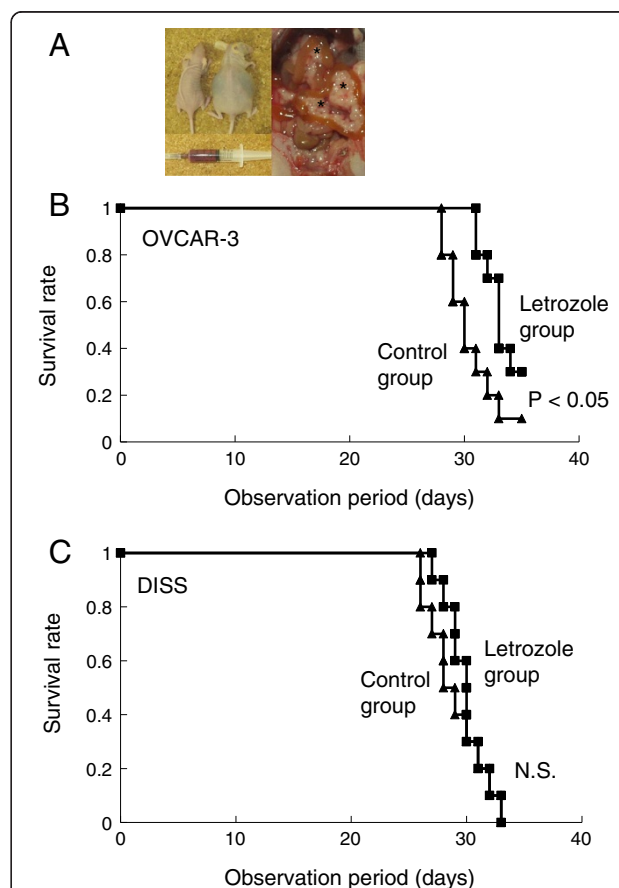 A
* * *
B
1
0.8
0.6
0.4
0.2
0
Survival rate
OVCAR-3
Letrozole
group
Control
group
P < 0.05
0 10 20 30 40
Observation period (days)
C
1
0.8
0.6
0.4
0.2
0
Survival rate
DISS
Letrozole
group
Control
group
N.S.
0 10 20 30 40
Observation period (days)